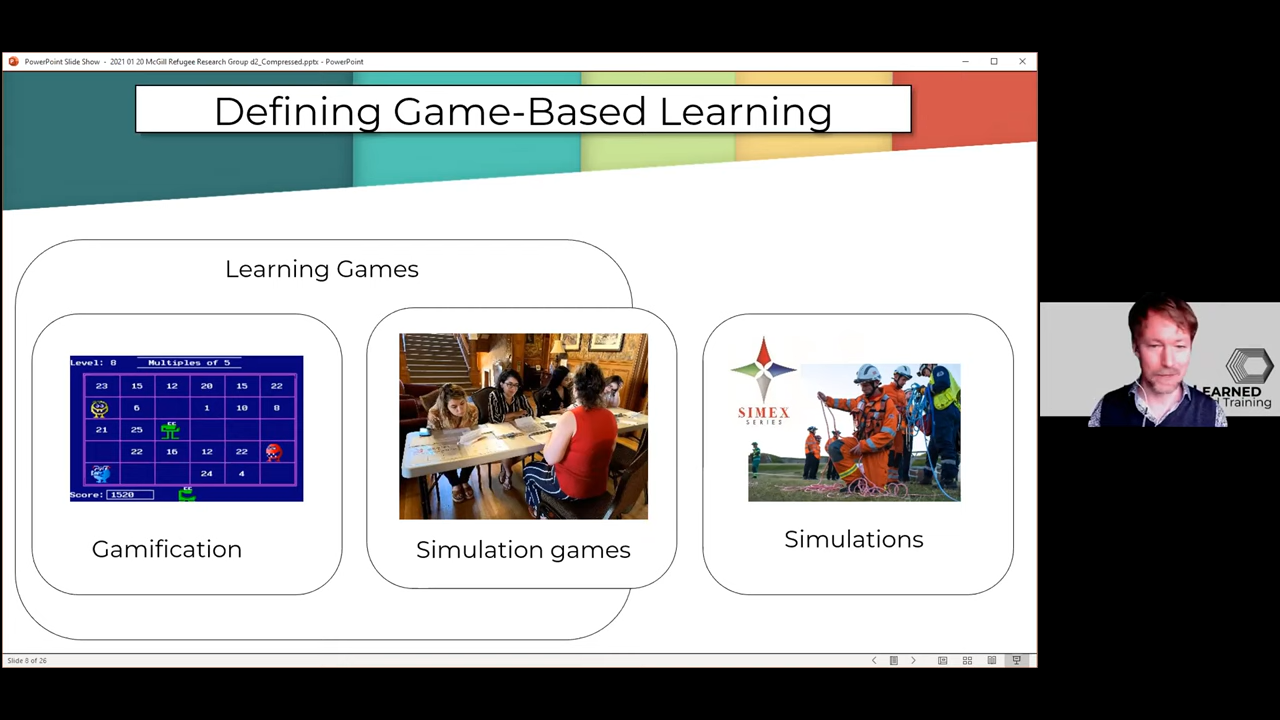 PowerPoint Slide Show - 2021 01 20 McGill Refugee Research Group d2_Compressed.pptx - PowerPoint
Defining Game-Based Learning
Learning Games
Level: 8 Multiples of 5
23 15 12 20 15 22
6 1 10 8
21 25
22 16 12 22
24 4
Score: 1520
Gamification
Simulation games
SIMEX
SERIES
Simulations
EARNED
Training
Slide 8 of 26